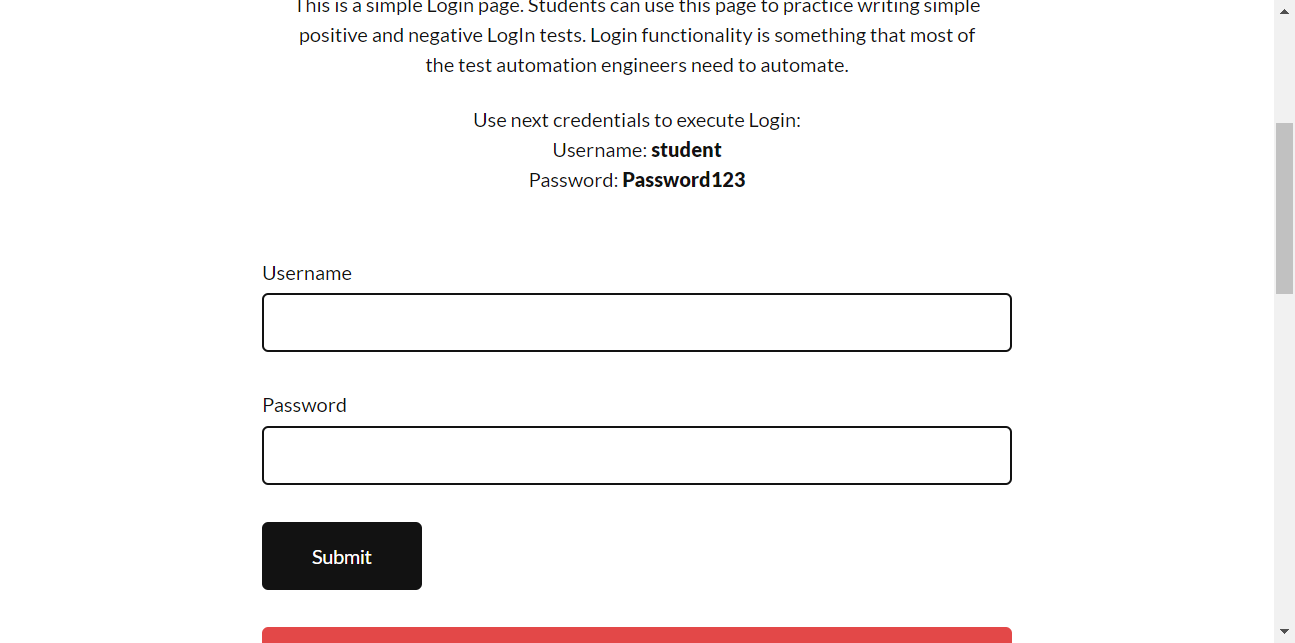 This is a simple Login page. Students can use this page to practice writing simple
positive and negative LogIn tests. Login functionality is something that most of
the test automation engineers need to automate.
Use next credentials to execute Login:
Username: student
Password: Password123
Username
Password
Submit